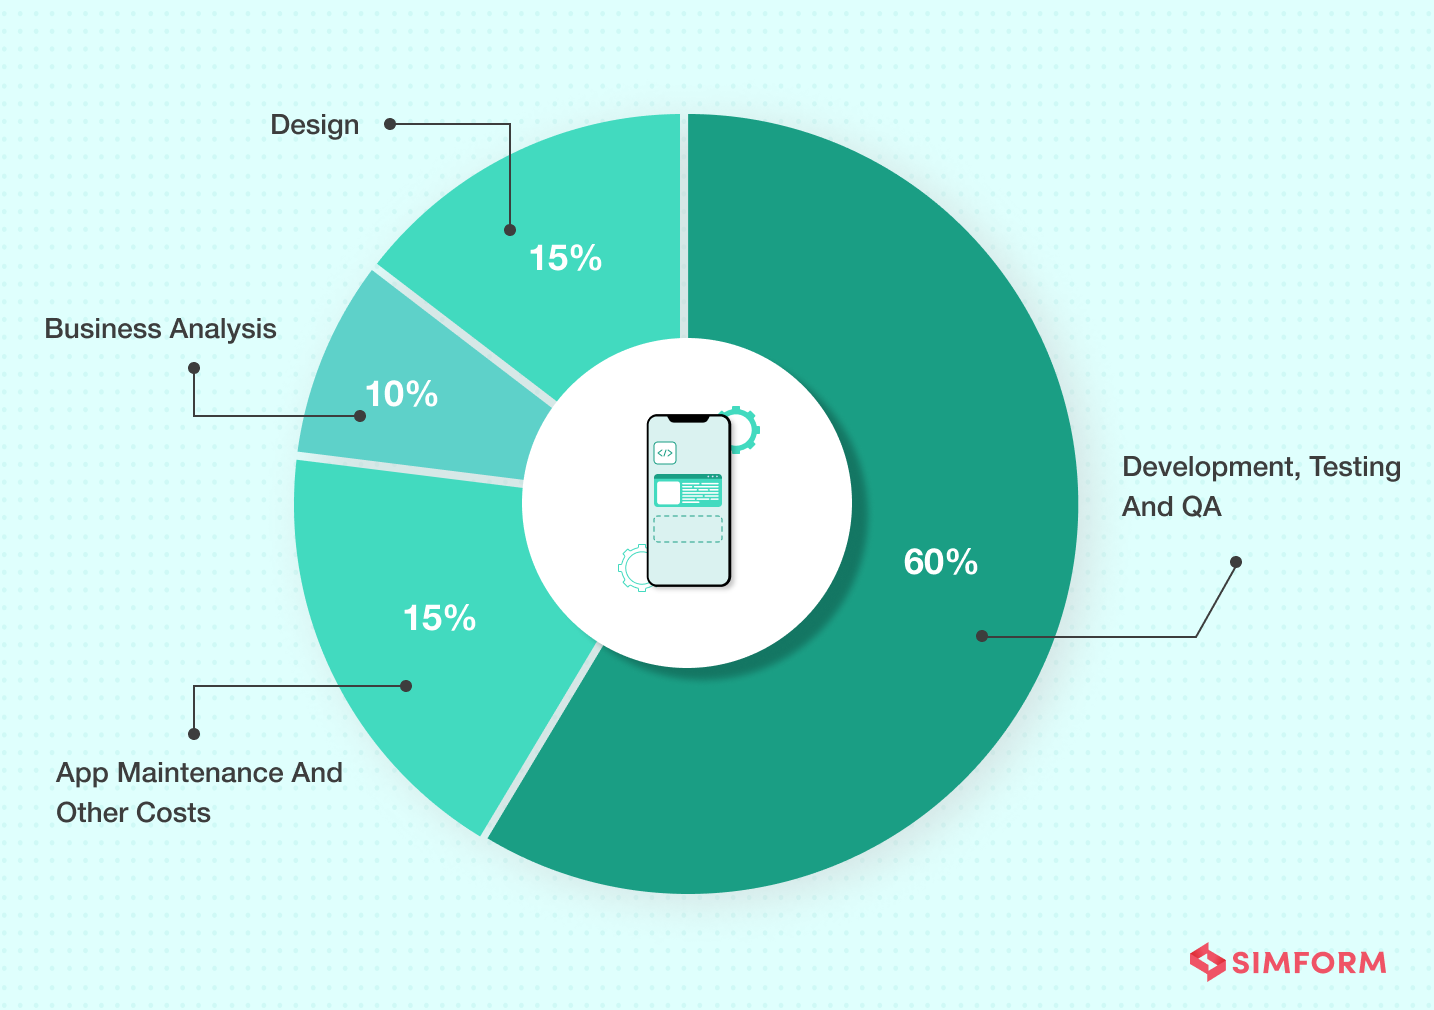 Design
15%
Business Analysis
10%
Development, Testing
And QA
60%
15%
App Maintenance And
Other Costs
</>
SIMFORM